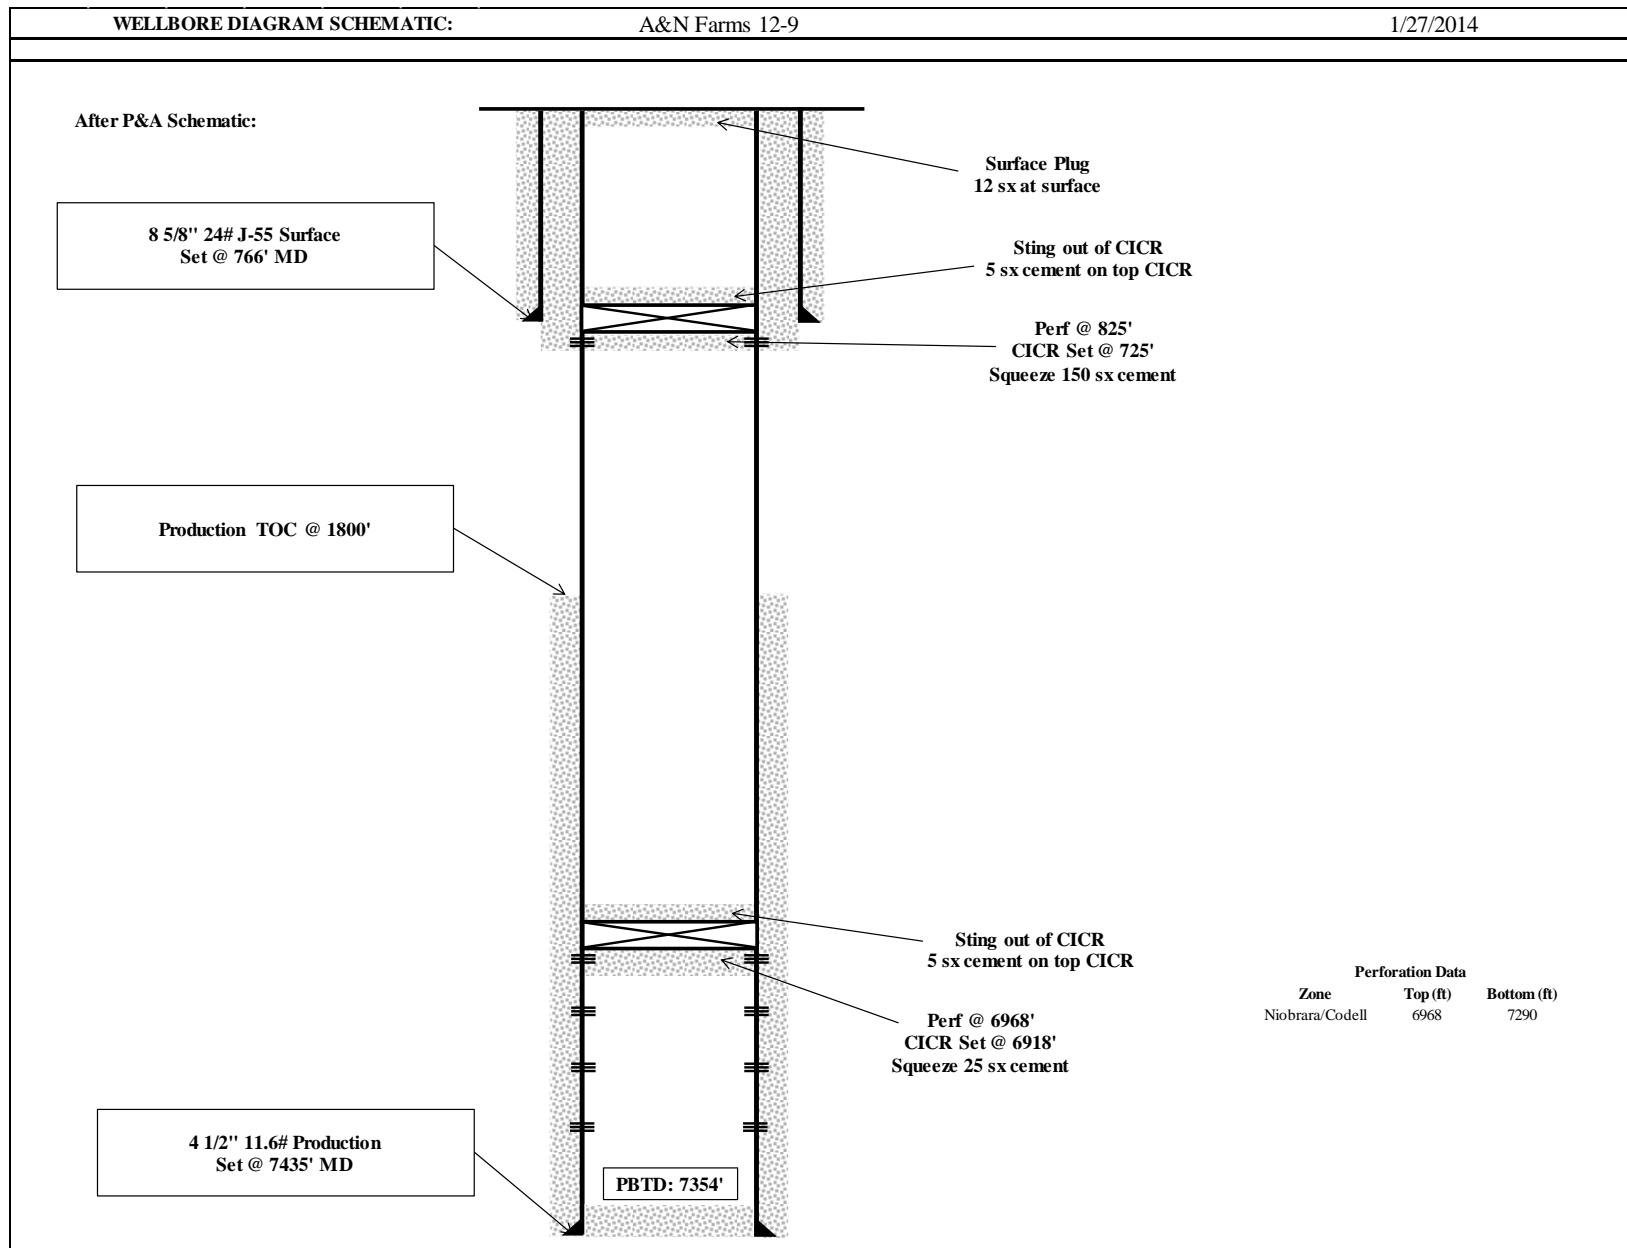 WELLBORE DIAGRAM SCHEMATIC: A&N Farms 12-9 1/27/2014
After P&A Schematic:
Surface Plug
12 sx at surface
8 5/8" 24# J-55 Surface
Set @ 766' MD
Sting out of CICR
5 sx cement on top CICR
Perf @ 825'
CICR Set @ 725'
Squeeze 150 sx cement
Production TOC @ 1800'
Sting out of CICR
5 sx cement on top CICR
Perforation Data
Zone Top (ft) Bottom (ft)
Niobrara/Codell 6968 7290
Perf @ 6968'
CICR Set @ 6918'
Squeeze 25 sx cement
4 1/2" 11.6# Production
Set @ 7435' MD
PBTD: 7354'